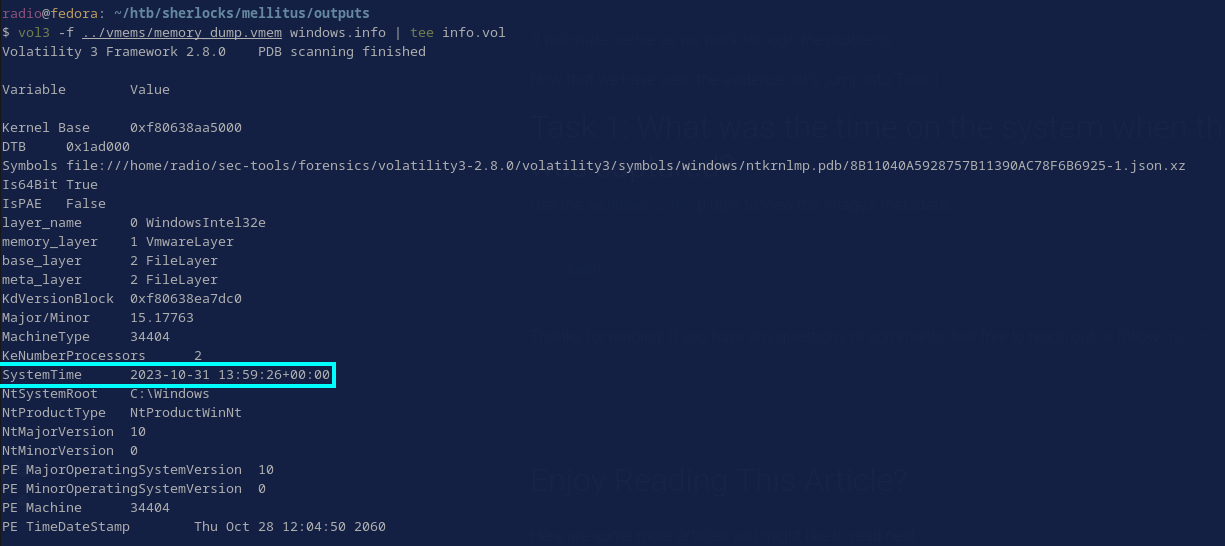 radio@fedora: ~/htb/sherlocks/mellitus/outputs
$ vol3 -f ../vmems/memory_dump.vmem windows.info | tee info.vol
Volatility 3 Framework 2.8.0    PDB scanning finished
Variable        Value
Kernel Base     0xf80638aa5000
DTB     0x1ad000
Symbols file:///home/radio/sec-tools/forensics/volatility3-2.8.0/volatility3/symbols/windows/ntkrnlmp.pdb/8B11040A5928757B11390AC78F6B6925-1.json.xz
Is64Bit True
IsPAE   False
layer_name      0 WindowsIntel32e
memory_layer    1 VmwareLayer
base_layer      2 FileLayer
meta_layer      2 FileLayer
KdVersionBlock  0xf80638ea7dc0
Major/Minor     15.17763
MachineType     34404
KeNumberProcessors      2
SystemTime      2023-10-31 13:59:26+00:00
NtSystemRoot    C:\Windows
NtProductType   NtProductWinNt
NtMajorVersion  10
NtMinorVersion  0
PE MajorOperatingSystemVersion  10
PE MinorOperatingSystemVersion  0
PE Machine      34404
PE TimeDateStamp        Thu Oct 28 12:04:50 2060
Task 1: What was the time on the system when
Enjoy Reading This Article?